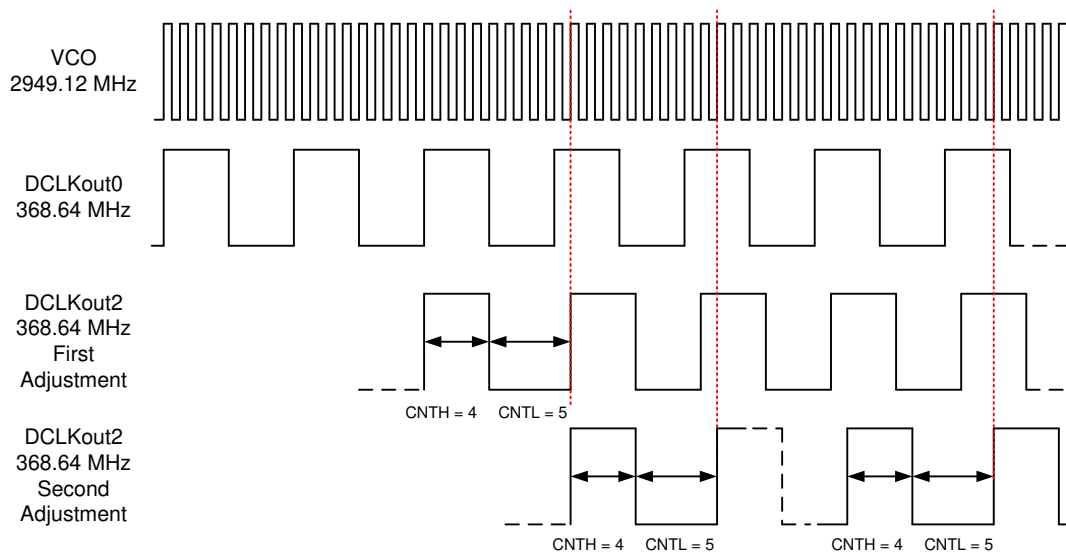 VCO
2949.12 MHz
DCLKout0
368.64 MHz
DCLKout2
368.64 MHz
First
Adjustment
CNTH = 4 CNTL = 5
DCLKout2
368.64 MHz
Second
Adjustment
CNTH = 4 CNTL = 5 CNTH = 4 CNTL = 5